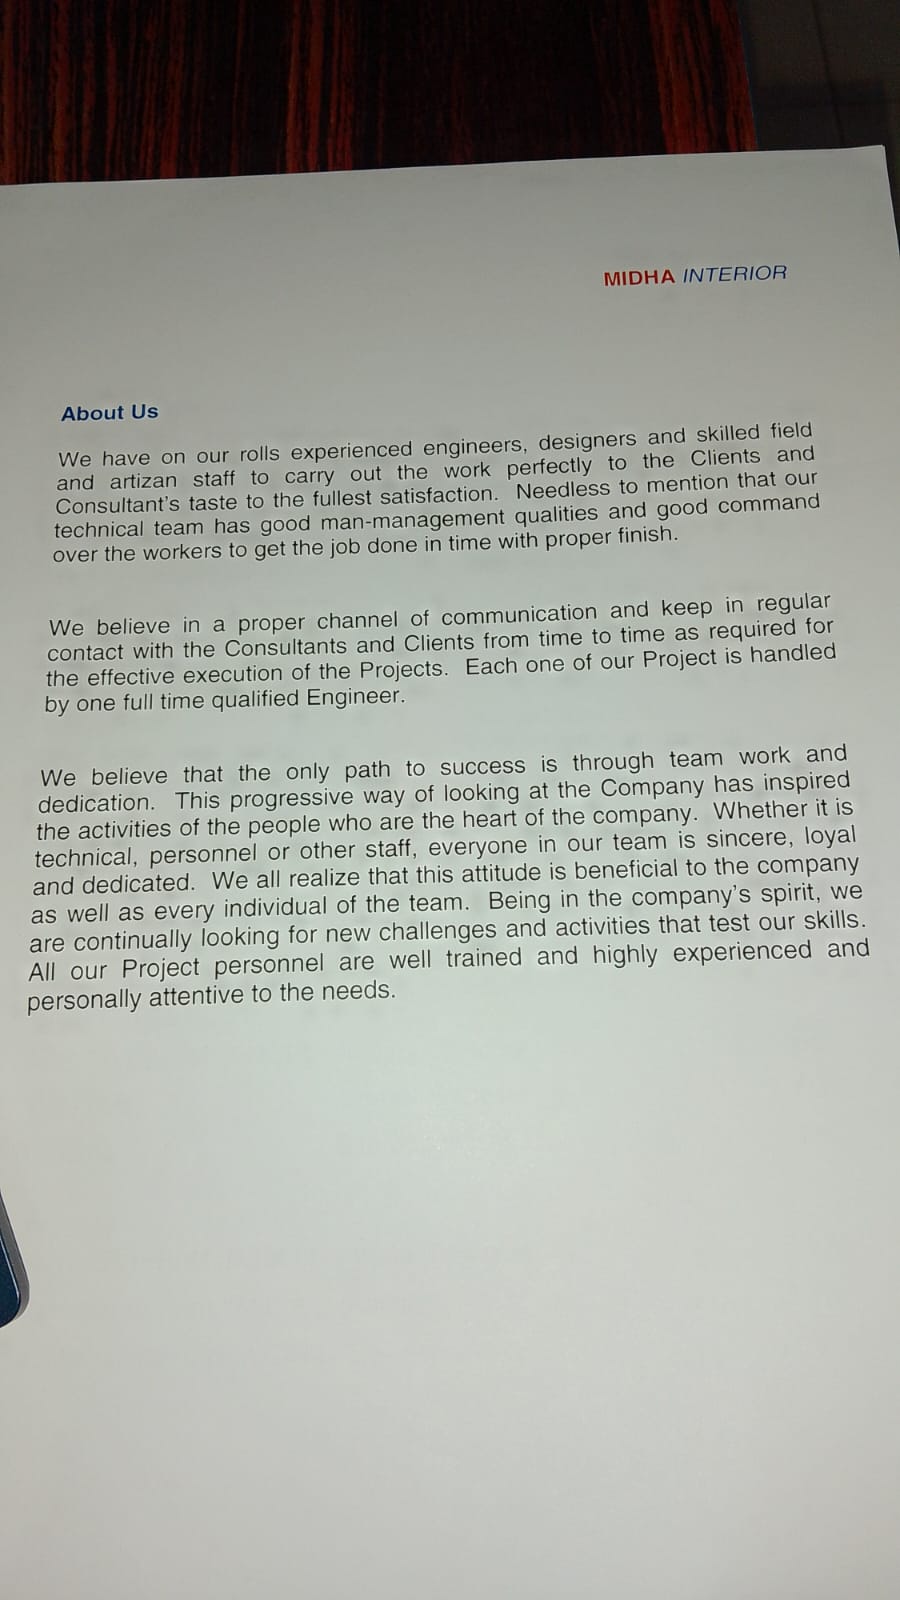 MIDHA INTERIOR
About Us
We have on our rolls experienced engineers, designers and skilled field
and artizan staff to carry out the work perfectly to the Clients and
Consultant's taste to the fullest satisfaction. Needless to mention that our
technical team has good man-management qualities and good command
over the workers to get the job done in time with proper finish.
We believe in a proper channel of communication and keep in regular
contact with the Consultants and Clients from time to time as required for
the effective execution of the Projects. Each one of our Project is handled
by one full time qualified Engineer.
We believe that the only path to success is through team work and
dedication. This progressive way of looking at the Company has inspired
the activities of the people who are the heart of the company. Whether it is
technical, personnel or other staff, everyone in our team is sincere, loyal
and dedicated. We all realize that this attitude is beneficial to the company
as well as every individual of the team. Being in the company's spirit, we
are continually looking for new challenges and activities that test our skills.
All our Project personnel are well trained and highly experienced and
personally attentive to the needs.